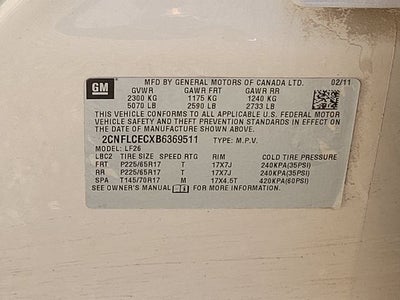 GM
MFD BY GENERAL MOTORS OF CANADA LTD. 02/11
GVWR GAWR FRT GAWR RR
2300 KG 1175 KG 1240 KG
5070 LB 2590 LB 2733 LB
THIS VEHICLE CONFORMS TO ALL APPLICABLE U.S. FEDERAL MOTOR
VEHICLE SAFETY AND THEFT PREVENTION STANDARDS IN EFFECT ON
THE DATE OF MANUFACTURE SHOWN ABOVE.
2CNFLCECXB6369511 TYPE: M.P.V.
MODEL: LF26
LBC2 TIRE SIZE SPEED RTG RIM COLD TIRE PRESSURE
FRT P225/65R17 T 17X7J 240KPA(35PSI)
RR P225/65R17 T 17X7J 240KPA(35PSI)
SPA T145/70R17 M 17X4.5T 420KPA(60PSI)
SEE OWNER'S MANUAL FOR MORE INFORMATION.